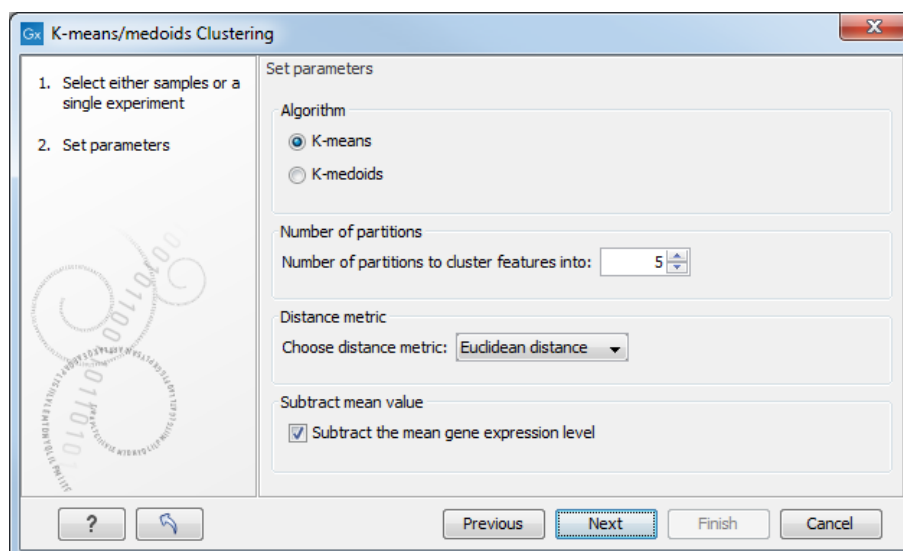 Gx K-means/medoids Clustering
1. Select either samples or a
single experiment
2. Set parameters
Set parameters
Algorithm
K-means
K-medoids
Number of partitions
Number of partitions to cluster features into: 5
Distance metric
Choose distance metric: Euclidean distance
Subtract mean value
Subtract the mean gene expression level
? Previous Next Finish Cancel